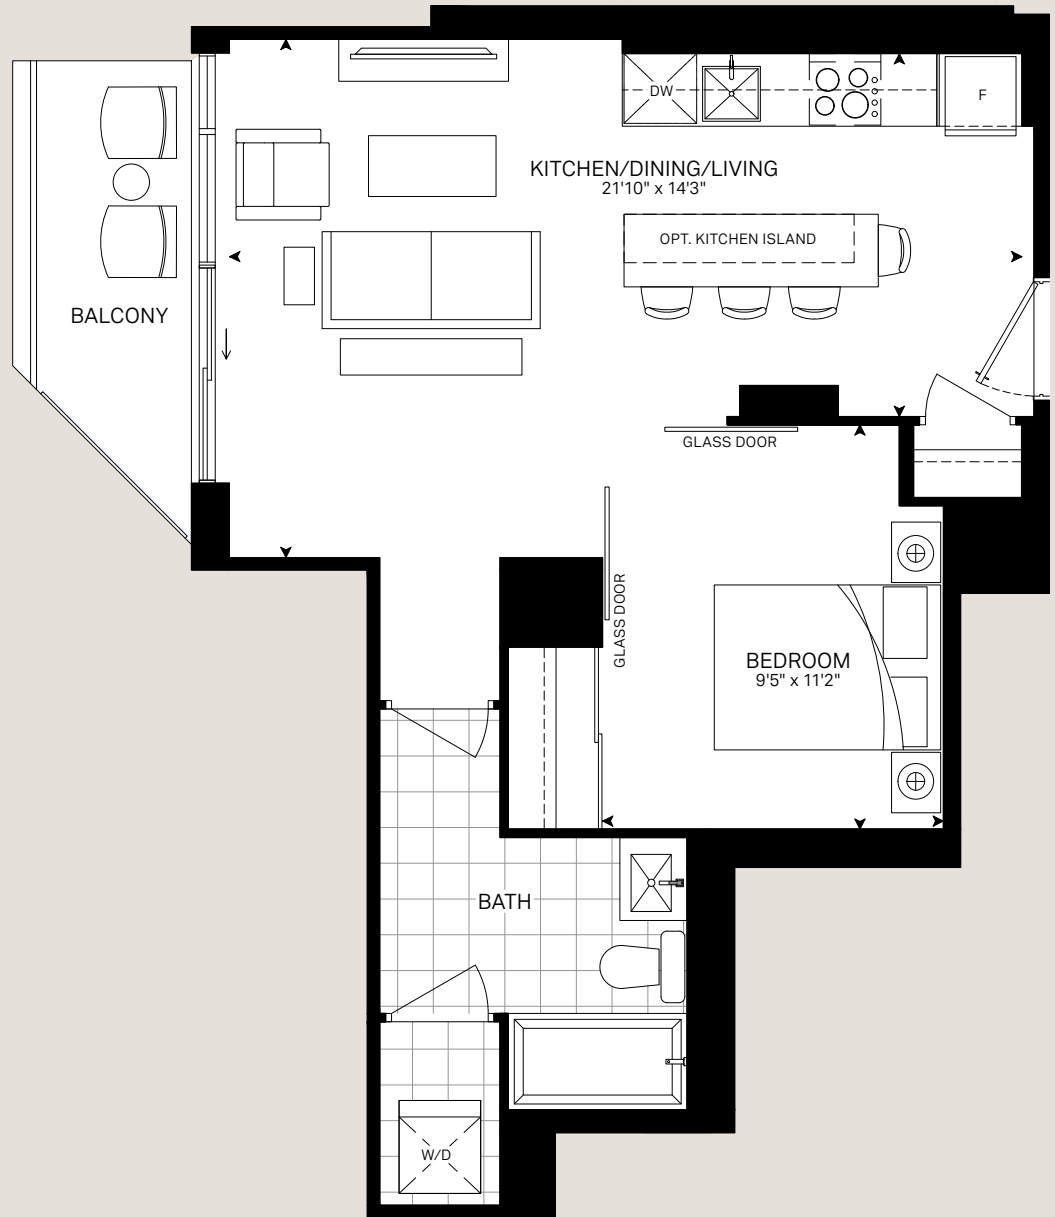 DW
F
KITCHEN/DINING/LIVING
21'10" x 14'3"
OPT. KITCHEN ISLAND
BALCONY
GLASS DOOR
GLASS DOOR
BEDROOM
9'5" x 11'2"
BATH
W/D